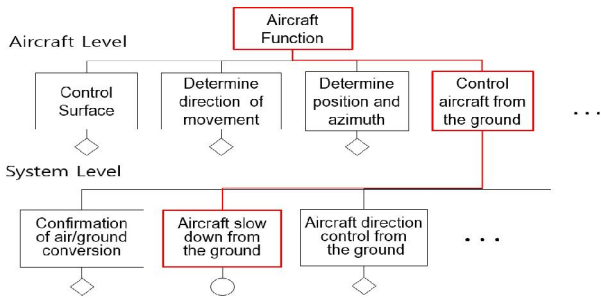 Aircraft
Function
Aircraft Level
Control
Surface
Determine
direction of
movement
Determine
position and
azimuth
Control
aircraft from
the ground
...
System Level
Confirmation
of air/ground
conversion
Aircraft slow
down from
the ground
Aircraft direction
control from
the ground
...